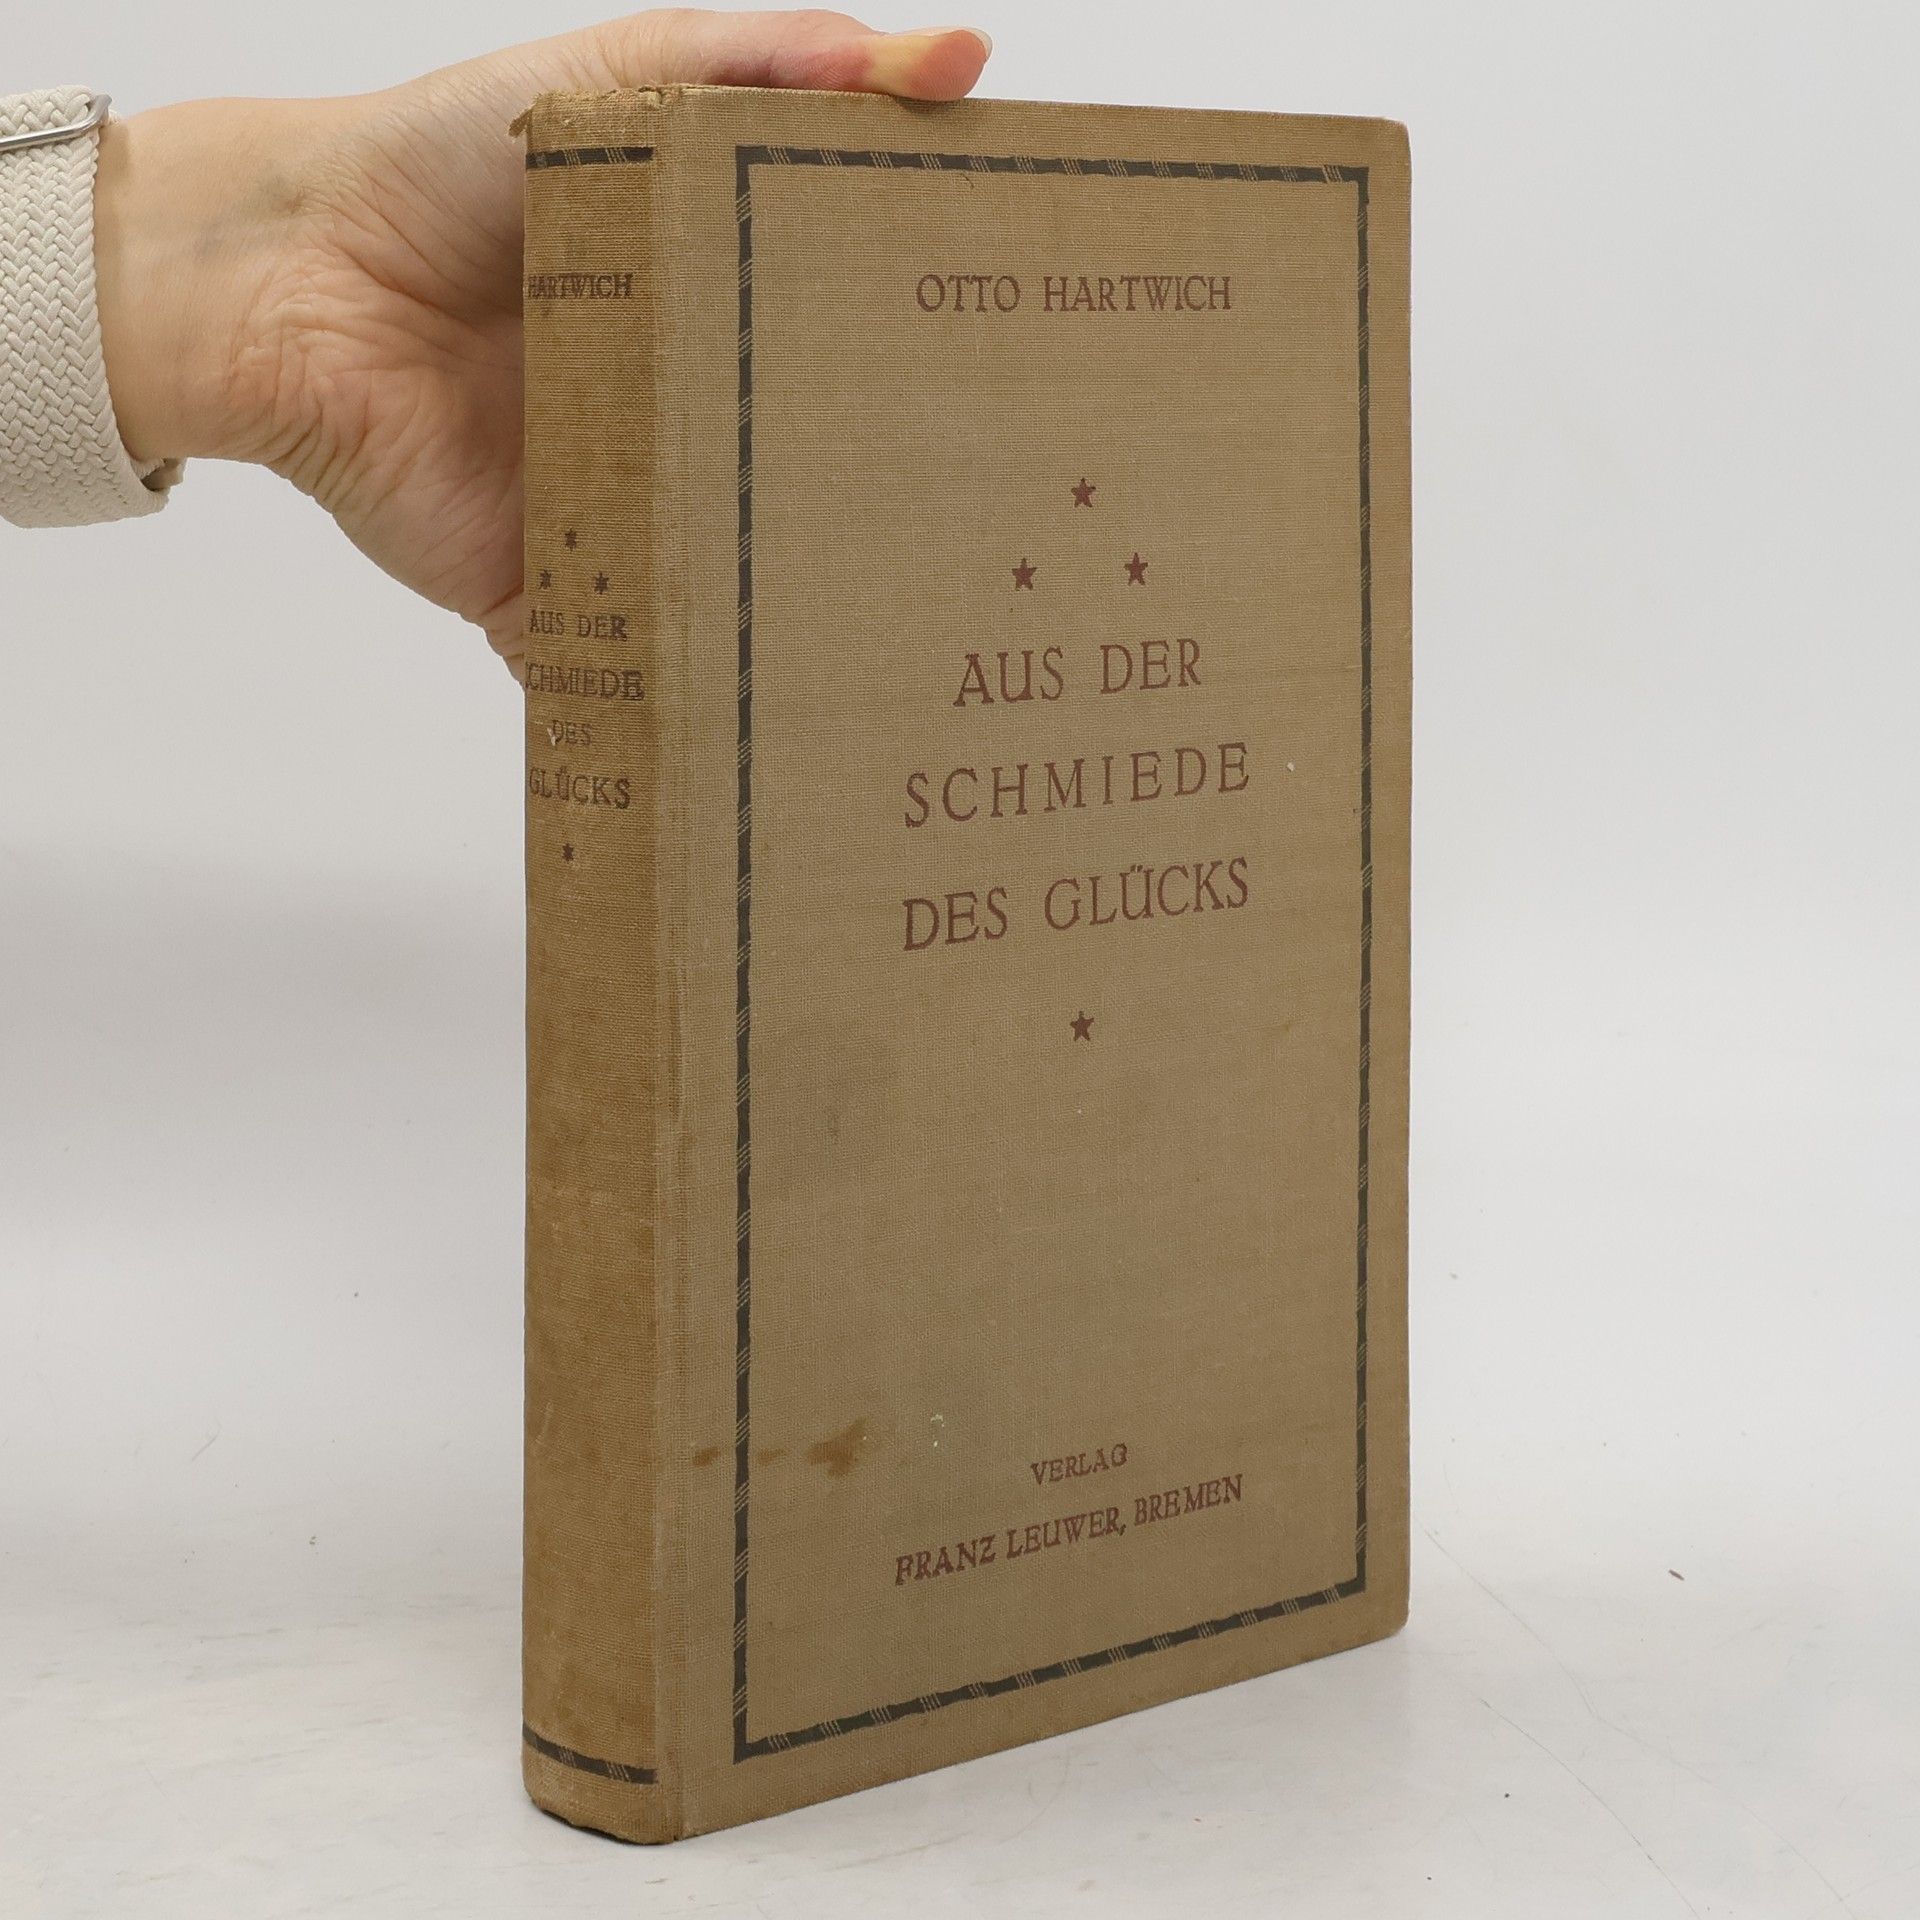 HARTWICH
AUS DER
SCHMIEDE
DES
GLÜCKS
OTTO HARTWICH
AUS DER
SCHMIEDE
DES GLÜCKS
VERLAG
FRANZ LEUWER, BREMEN